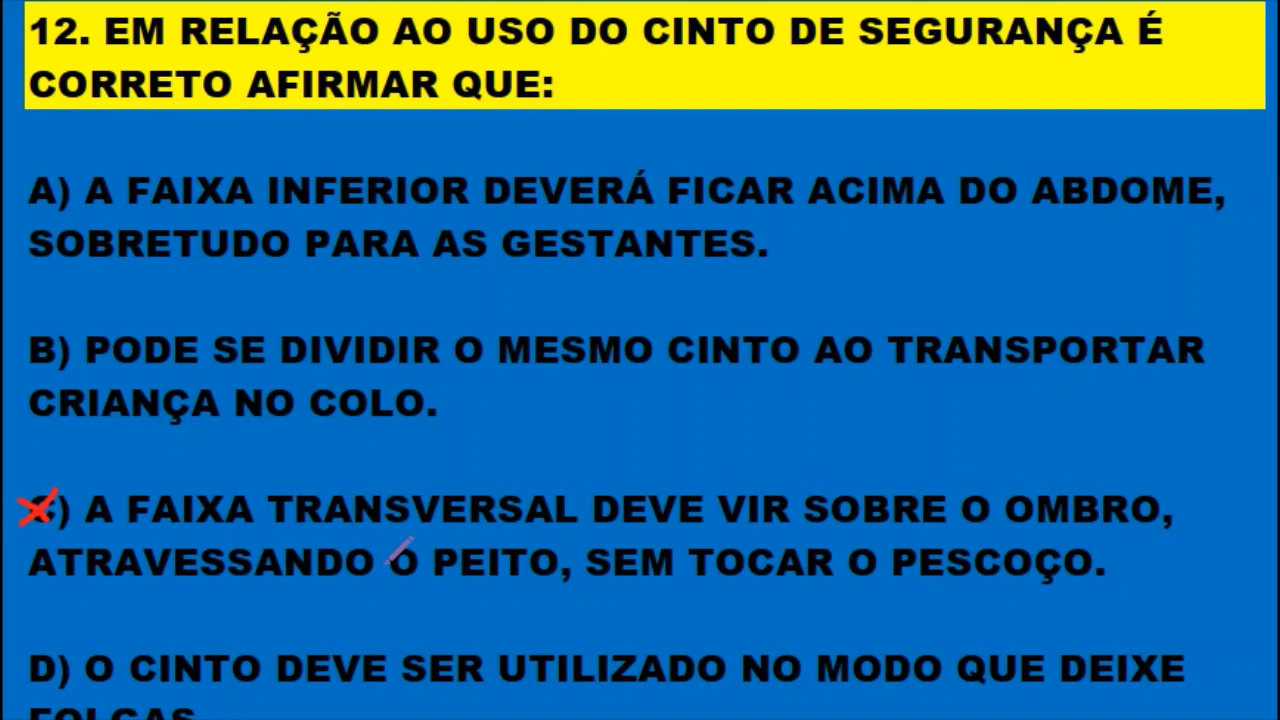 12. EM RELAÇÃO AO USO DO CINTO DE SEGURANÇA É
CORRETO AFIRMAR QUE:
A) A FAIXA INFERIOR DEVERÁ FICAR ACIMA DO ABDOME,
SOBRETUDO PARA AS GESTANTES.
B) PODE SE DIVIDIR O MESMO CINTO AO TRANSPORTAR
CRIANÇA NO COLO.
C) A FAIXA TRANSVERSAL DEVE VIR SOBRE O OMBRO,
ATRAVESSANDO O PEITO, SEM TOCAR O PESCOÇO.
D) O CINTO DEVE SER UTILIZADO NO MODO QUE DEIXE
FOLGAS